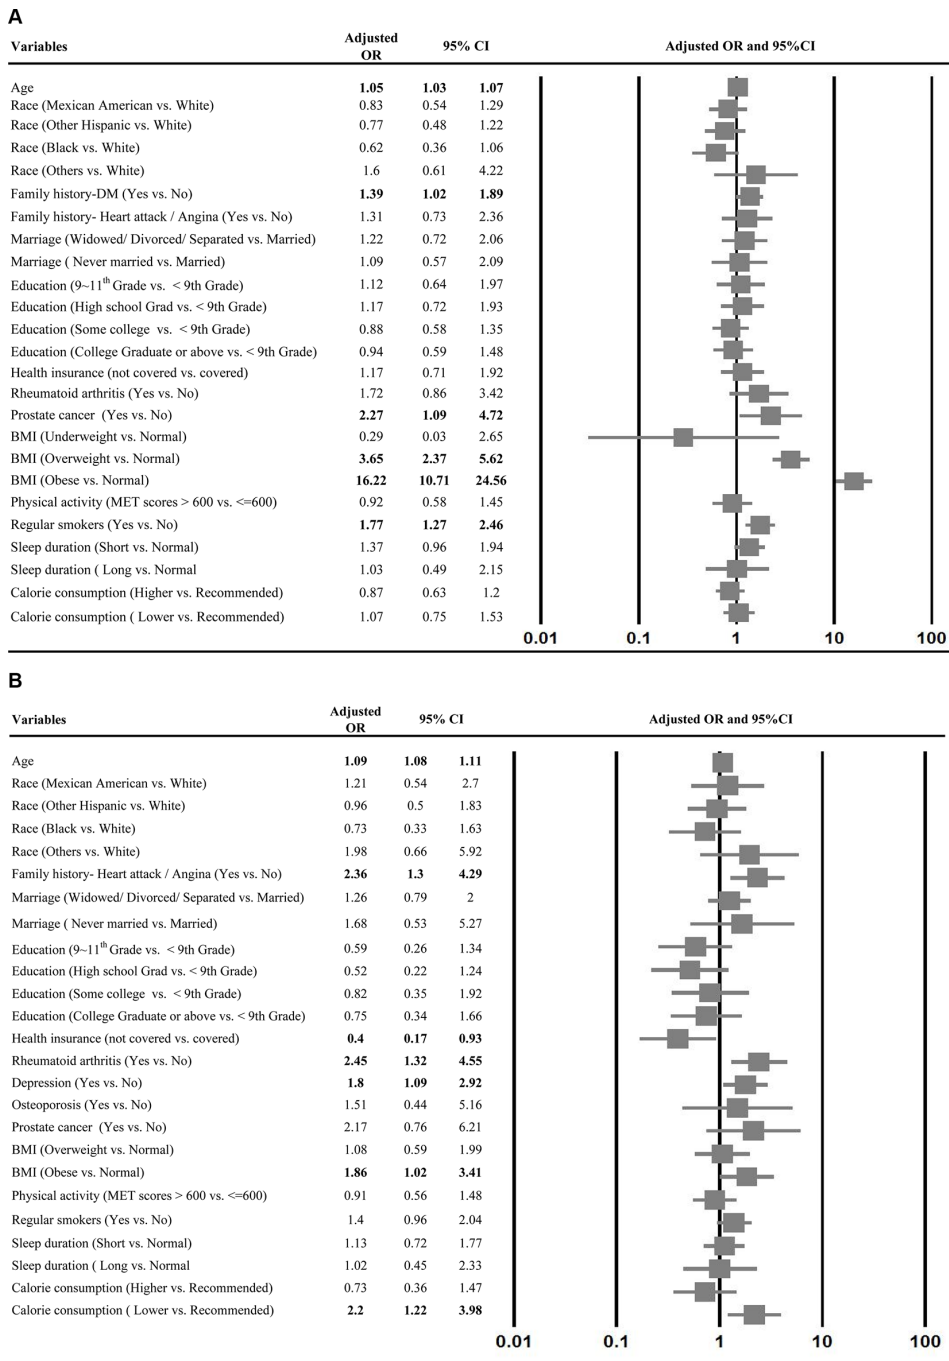 A
Variables Adjusted OR 95% CI Adjusted OR and 95%CI
Age 1.05 1.03 1.07
Race (Mexican American vs. White) 0.83 0.54 1.29
Race (Other Hispanic vs. White) 0.77 0.48 1.22
Race (Black vs. White) 0.62 0.36 1.06
Race (Others vs. White) 1.6 0.61 4.22
Family history-DM (Yes vs. No) 1.39 1.02 1.89
Family history- Heart attack / Angina (Yes vs. No) 1.31 0.73 2.36
Marriage (Widowed/ Divorced/ Separated vs. Married) 1.22 0.72 2.06
Marriage ( Never married vs. Married) 1.09 0.57 2.09
Education (9~11th Grade vs. < 9th Grade) 1.12 0.64 1.97
Education (High school Grad vs. < 9th Grade) 1.17 0.72 1.93
Education (Some college vs. < 9th Grade) 0.88 0.58 1.35
Education (College Graduate or above vs. < 9th Grade) 0.94 0.59 1.48
Health insurance (not covered vs. covered) 1.17 0.71 1.92
Rheumatoid arthritis (Yes vs. No) 1.72 0.86 3.42
Prostate cancer (Yes vs. No) 2.27 1.09 4.72
BMI (Underweight vs. Normal) 0.29 0.03 2.65
BMI (Overweight vs. Normal) 3.65 2.37 5.62
BMI (Obese vs. Normal) 16.22 10.71 24.56
Physical activity (MET scores > 600 vs. <=600) 0.92 0.58 1.45
Regular smokers (Yes vs. No) 1.77 1.27 2.46
Sleep duration (Short vs. Normal) 1.37 0.96 1.94
Sleep duration ( Long vs. Normal 1.03 0.49 2.15
Calorie consumption (Higher vs. Recommended) 0.87 0.63 1.2
Calorie consumption ( Lower vs. Recommended) 1.07 0.75 1.53
0.01 0.1 1 10 100
B
Variables Adjusted OR 95% CI Adjusted OR and 95%CI
Age 1.09 1.08 1.11
Race (Mexican American vs. White) 1.21 0.54 2.7
Race (Other Hispanic vs. White) 0.96 0.5 1.83
Race (Black vs. White) 0.73 0.33 1.63
Race (Others vs. White) 1.98 0.66 5.92
Family history- Heart attack / Angina (Yes vs. No) 2.36 1.3 4.29
Marriage (Widowed/ Divorced/ Separated vs. Married) 1.26 0.79 2
Marriage ( Never married vs. Married) 1.68 0.53 5.27
Education (9~11th Grade vs. < 9th Grade) 0.59 0.26 1.34
Education (High school Grad vs. < 9th Grade) 0.52 0.22 1.24
Education (Some college vs. < 9th Grade) 0.82 0.35 1.92
Education (College Graduate or above vs. < 9th Grade) 0.75 0.34 1.66
Health insurance (not covered vs. covered) 0.4 0.17 0.93
Rheumatoid arthritis (Yes vs. No) 2.45 1.32 4.55
Depression (Yes vs. No) 1.8 1.09 2.92
Osteoporosis (Yes vs. No) 1.51 0.44 5.16
Prostate cancer (Yes vs. No) 2.17 0.76 6.21
BMI (Overweight vs. Normal) 1.08 0.59 1.99
BMI (Obese vs. Normal) 1.86 1.02 3.41
Physical activity (MET scores > 600 vs. <=600) 0.91 0.56 1.48
Regular smokers (Yes vs. No) 1.4 0.96 2.04
Sleep duration (Short vs. Normal) 1.13 0.72 1.77
Sleep duration ( Long vs. Normal 1.02 0.45 2.33
Calorie consumption (Higher vs. Recommended) 0.73 0.36 1.47
Calorie consumption ( Lower vs. Recommended) 2.2 1.22 3.98
0.01 0.1 1 10 100